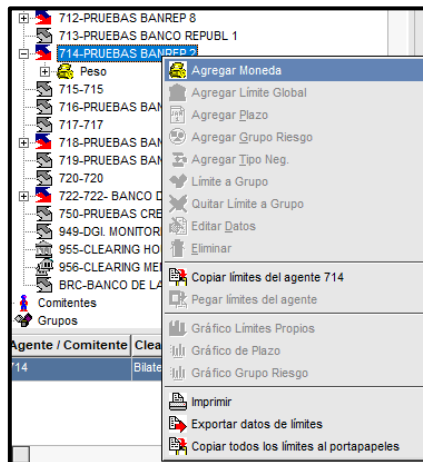 712-PRUEBAS BANREP 8
713-PRUEBAS BANCO REPUBL 1
714-PRUEBAS BANREP 2
Peso
715-715
716-PRUEBAS BAN
717-717
718-PRUEBAS BAN
719-PRUEBAS BAN
720-720
722-722- BANCO D
750-PRUEBAS CRE
949-DGI. MONITOR
955-CLEARING HO
956-CLEARING MEI
BRC-BANCO DE LA
Comitentes
Grupos
Agente / Comitente Clea
714 Bilate
Agregar Moneda
Agregar Límite Global
Agregar Plazo
Agregar Grupo Riesgo
Agregar Tipo Neg.
Límite a Grupo
Quitar Límite a Grupo
Editar Datos
Eliminar
Copiar límites del agente 714
Pegar límites del agente
Gráfico Límites Propios
Gráfico de Plazo
Gráfico Grupo Riesgo
Imprimir
Exportar datos de límites
Copiar todos los límites al portapapeles